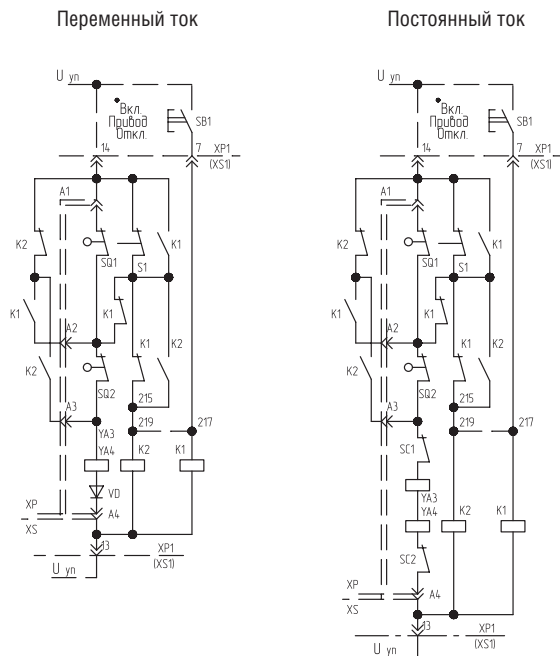 Переменный ток
U уп
Вкл.
Привод
Откл.
SB1
14
7
XP1
(XS1)
A1
K2
SQ1
S1
K1
K1
K1
A2
K2
SQ2
K1
K2
A3
215
219
217
YA3
YA4
K2
K1
VD
XP
XS
A4
13
XP1
(XS1)
U уп
Постоянный ток
U уп
Вкл.
Привод
Откл.
SB1
14
7
XP1
(XS1)
A1
K2
SQ1
S1
K1
K1
K1
A2
K2
SQ2
K1
K2
A3
215
219
217
SC1
YA3
YA4
K2
K1
SC2
XP
XS
A4
13
XP1
(XS1)
U уп